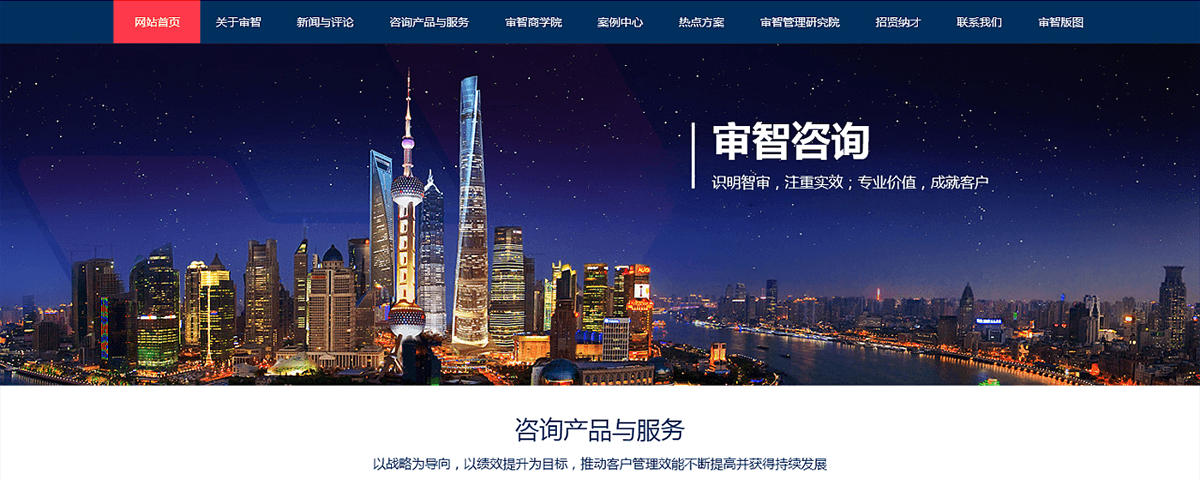 网站首页 关于审智 新闻与评论 咨询产品与服务 审智商学院 案例中心 热点方案 审智管理研究院 招贤纳才 联系我们 审智版图
审智咨询
识明智审，注重实效；专业价值，成就客户
咨询产品与服务
以战略为导向，以绩效提升为目标，推动客户管理效能不断提高并获得持续发展